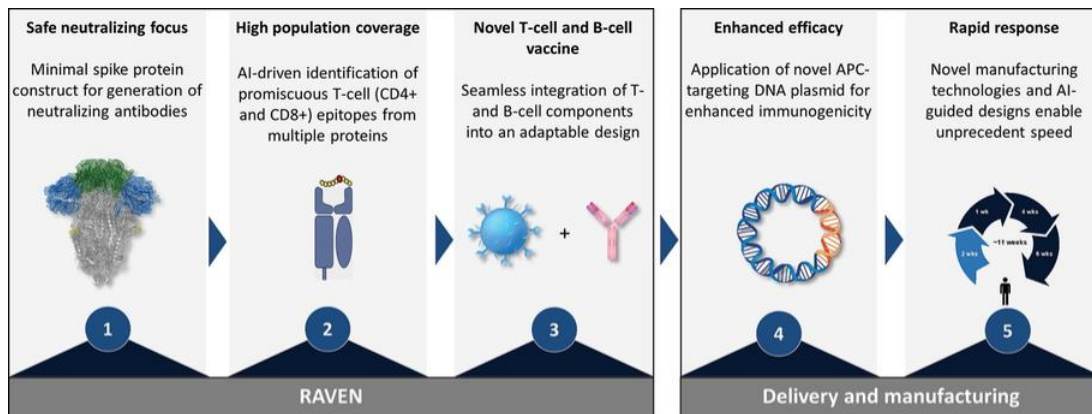 Safe neutralizing focus
Minimal spike protein
construct for generation of
neutralizing antibodies
1
High population coverage
AI-driven identification of
promiscuous T-cell (CD4+
and CD8+) epitopes from
multiple proteins
2
Novel T-cell and B-cell
vaccine
Seamless integration of T-
and B-cell components
into an adaptable design
+
3
RAVEN
Enhanced efficacy
Application of novel APC-
targeting DNA plasmid for
enhanced immunogenicity
4
Rapid response
Novel manufacturing
technologies and AI-
guided designs enable
unprecedent speed
1 wk
4 wks
~11 weeks
2 wks
6 wks
5
Delivery and manufacturing